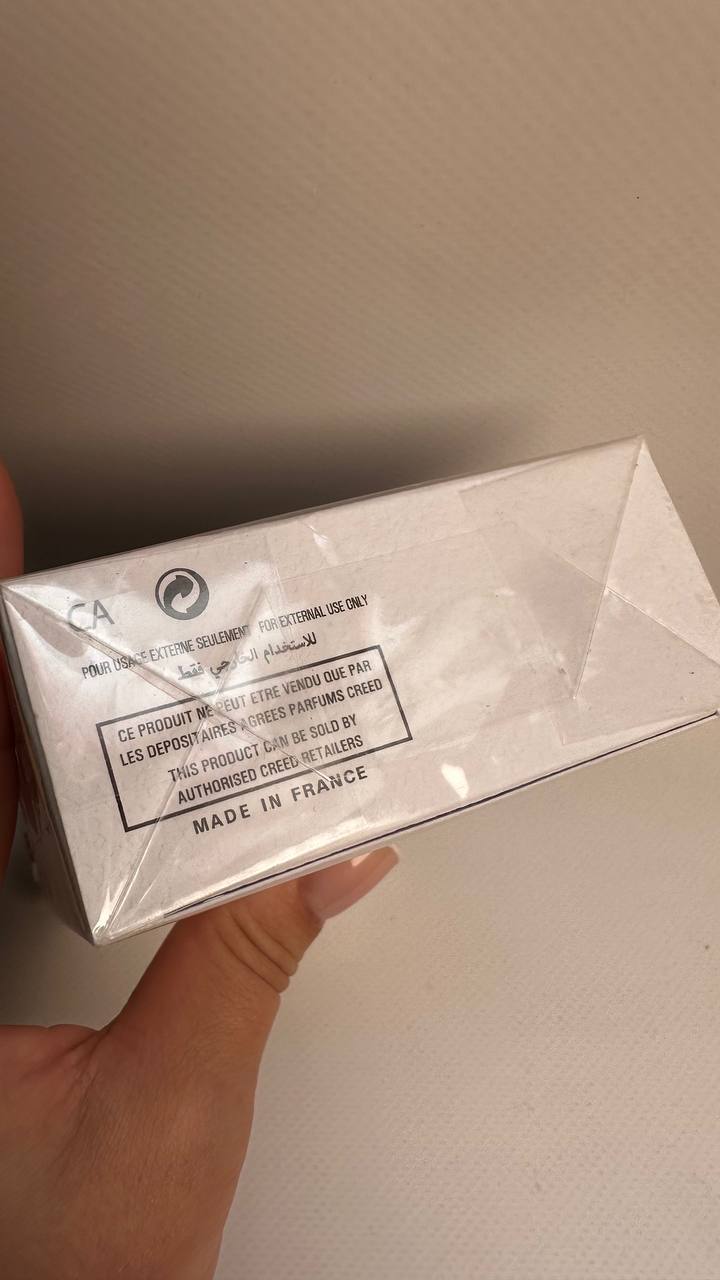 CA
POUR USAGE EXTERNE SEULEMENT FOR EXTERNAL USE ONLY
للاستخدام الخارجي فقط
CE PRODUIT NE PEUT ETRE VENDU QUE PAR
LES DEPOSITAIRES AGREES PARFUMS CREED
THIS PRODUCT CAN BE SOLD BY
AUTHORISED CREED RETAILERS
MADE IN FRANCE